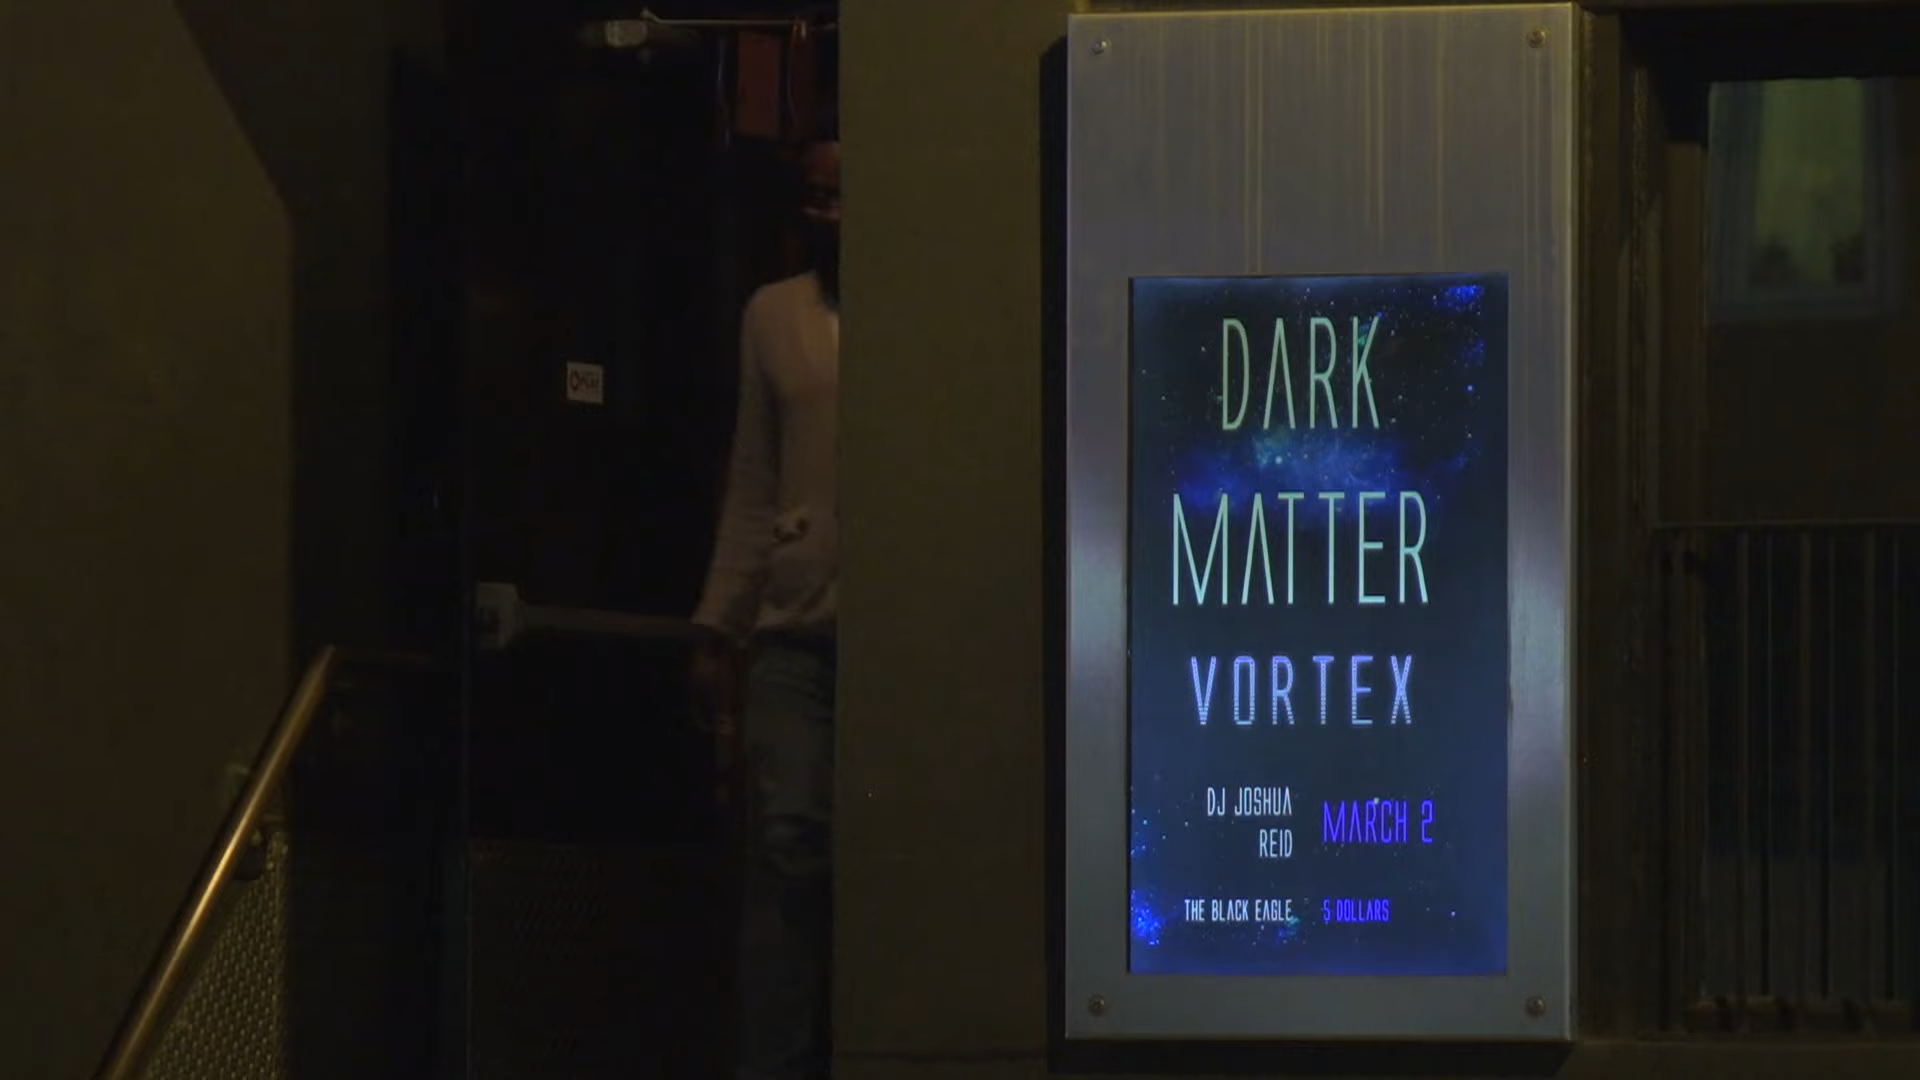 DARK
MATTER
VORTEX
DJ JOSHUA
REID
MARCH 2
THE BLACK EAGLE
5 DOLLARS